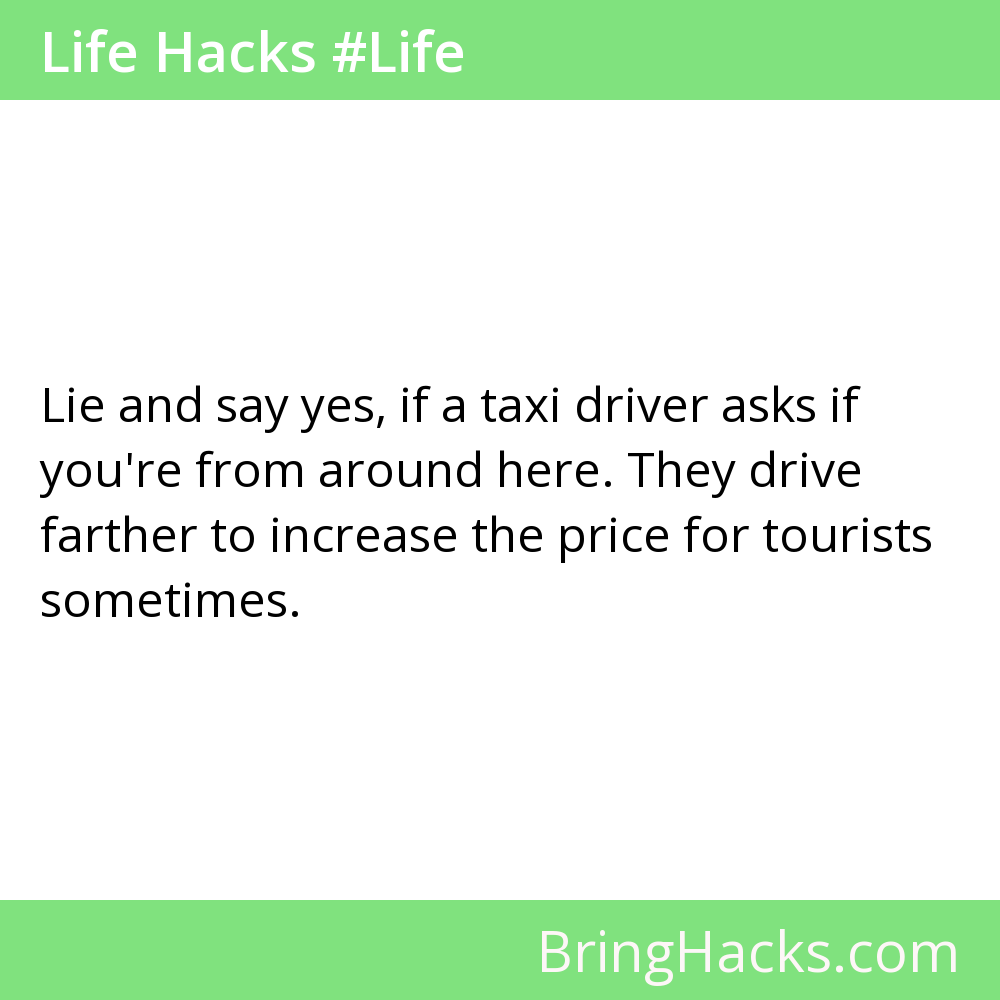 Life Hacks #Life
Lie and say yes, if a taxi driver asks if
you're from around here. They drive
farther to increase the price for tourists
sometimes.
BringHacks.com